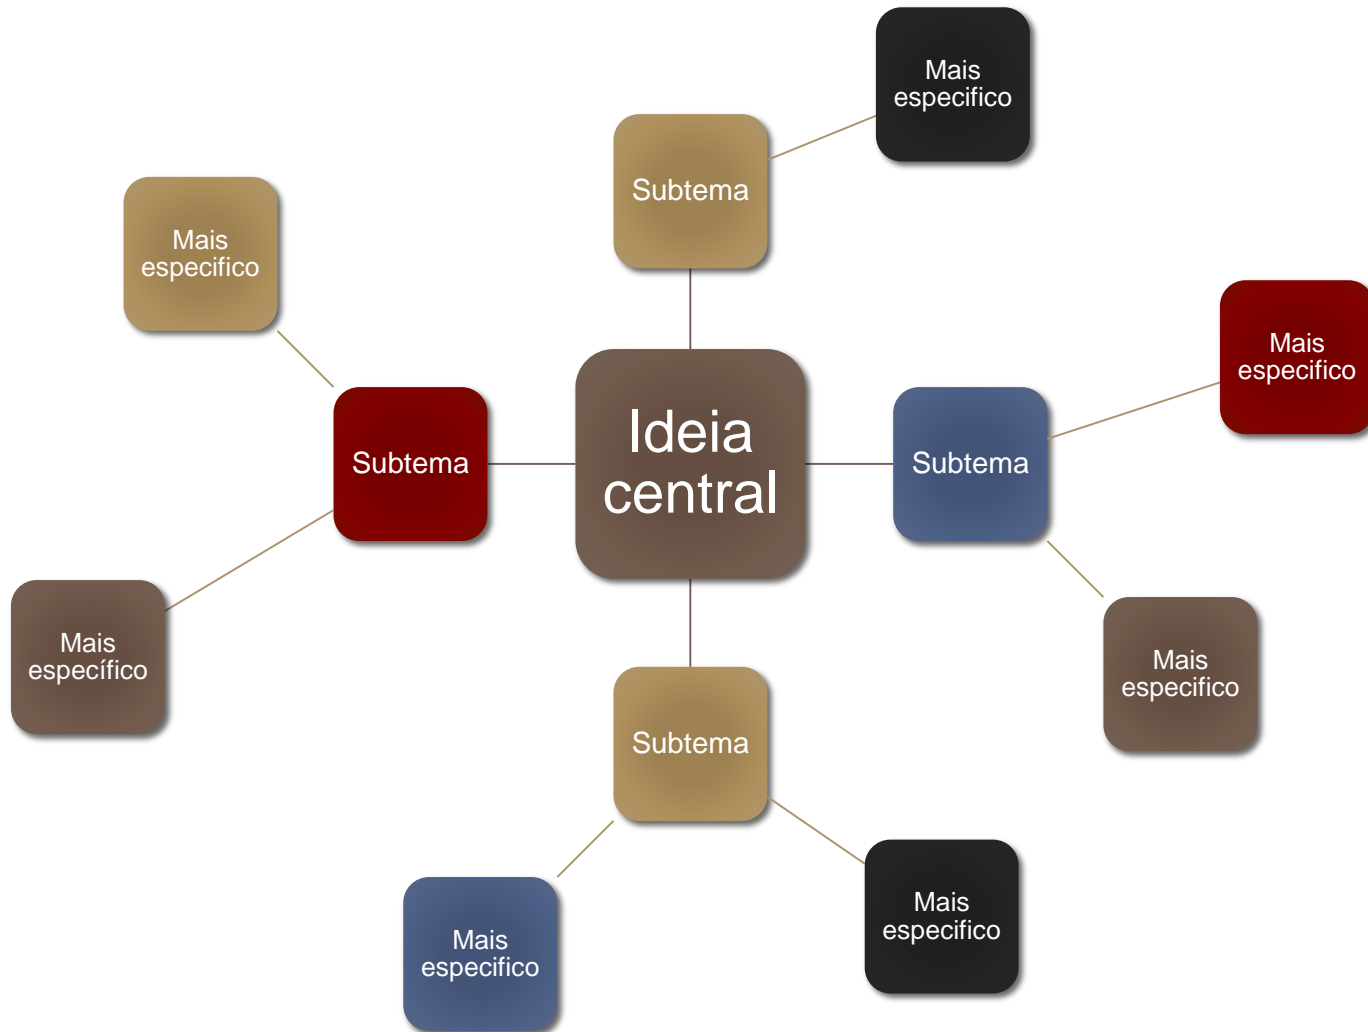 Mais
especifico
Subtema
Mais
especifico
Mais
especifico
Ideia
central
Subtema
Subtema
Mais
específico
Mais
especifico
Subtema
Mais
especifico
Mais
especifico